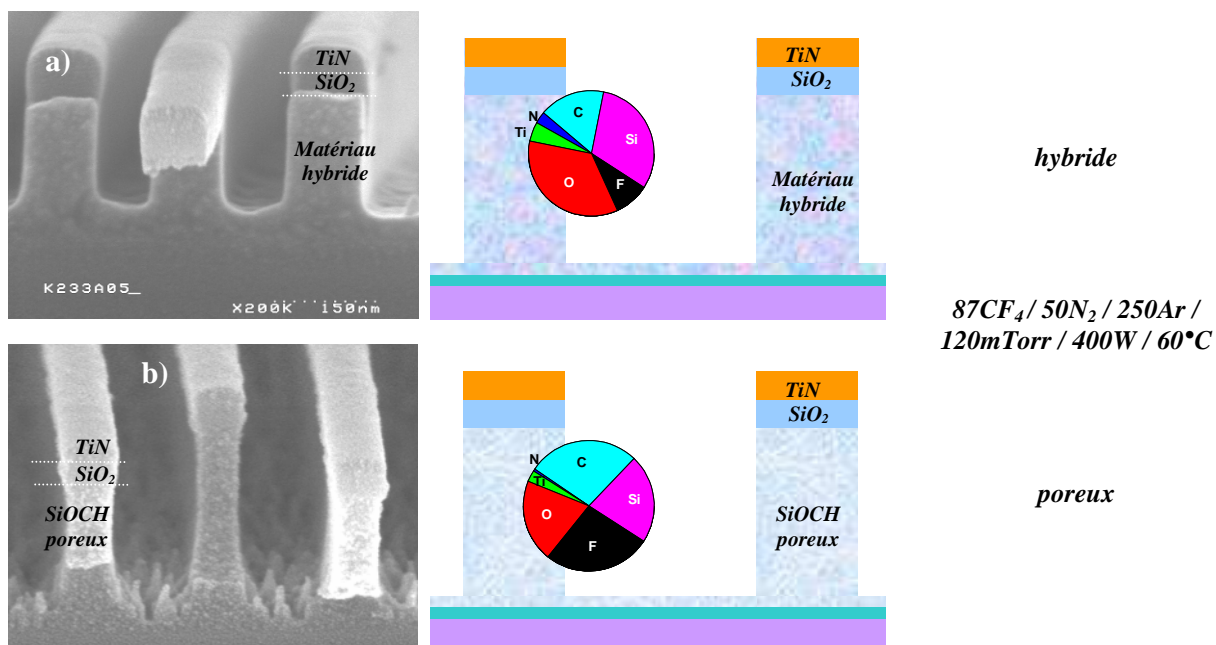 a)
TiN
SiO2
Matériau
hybride
K233A05_
X200K 150nm
TiN
SiO2
N
C
Ti
Si
O
F
Matériau
hybride
hybride
87CF4 / 50N2 / 250Ar /
120mTorr / 400W / 60°C
b)
TiN
SiO2
SiOCH
poreux
TiN
SiO2
N
C
Ti
Si
O
F
SiOCH
poreux
poreux